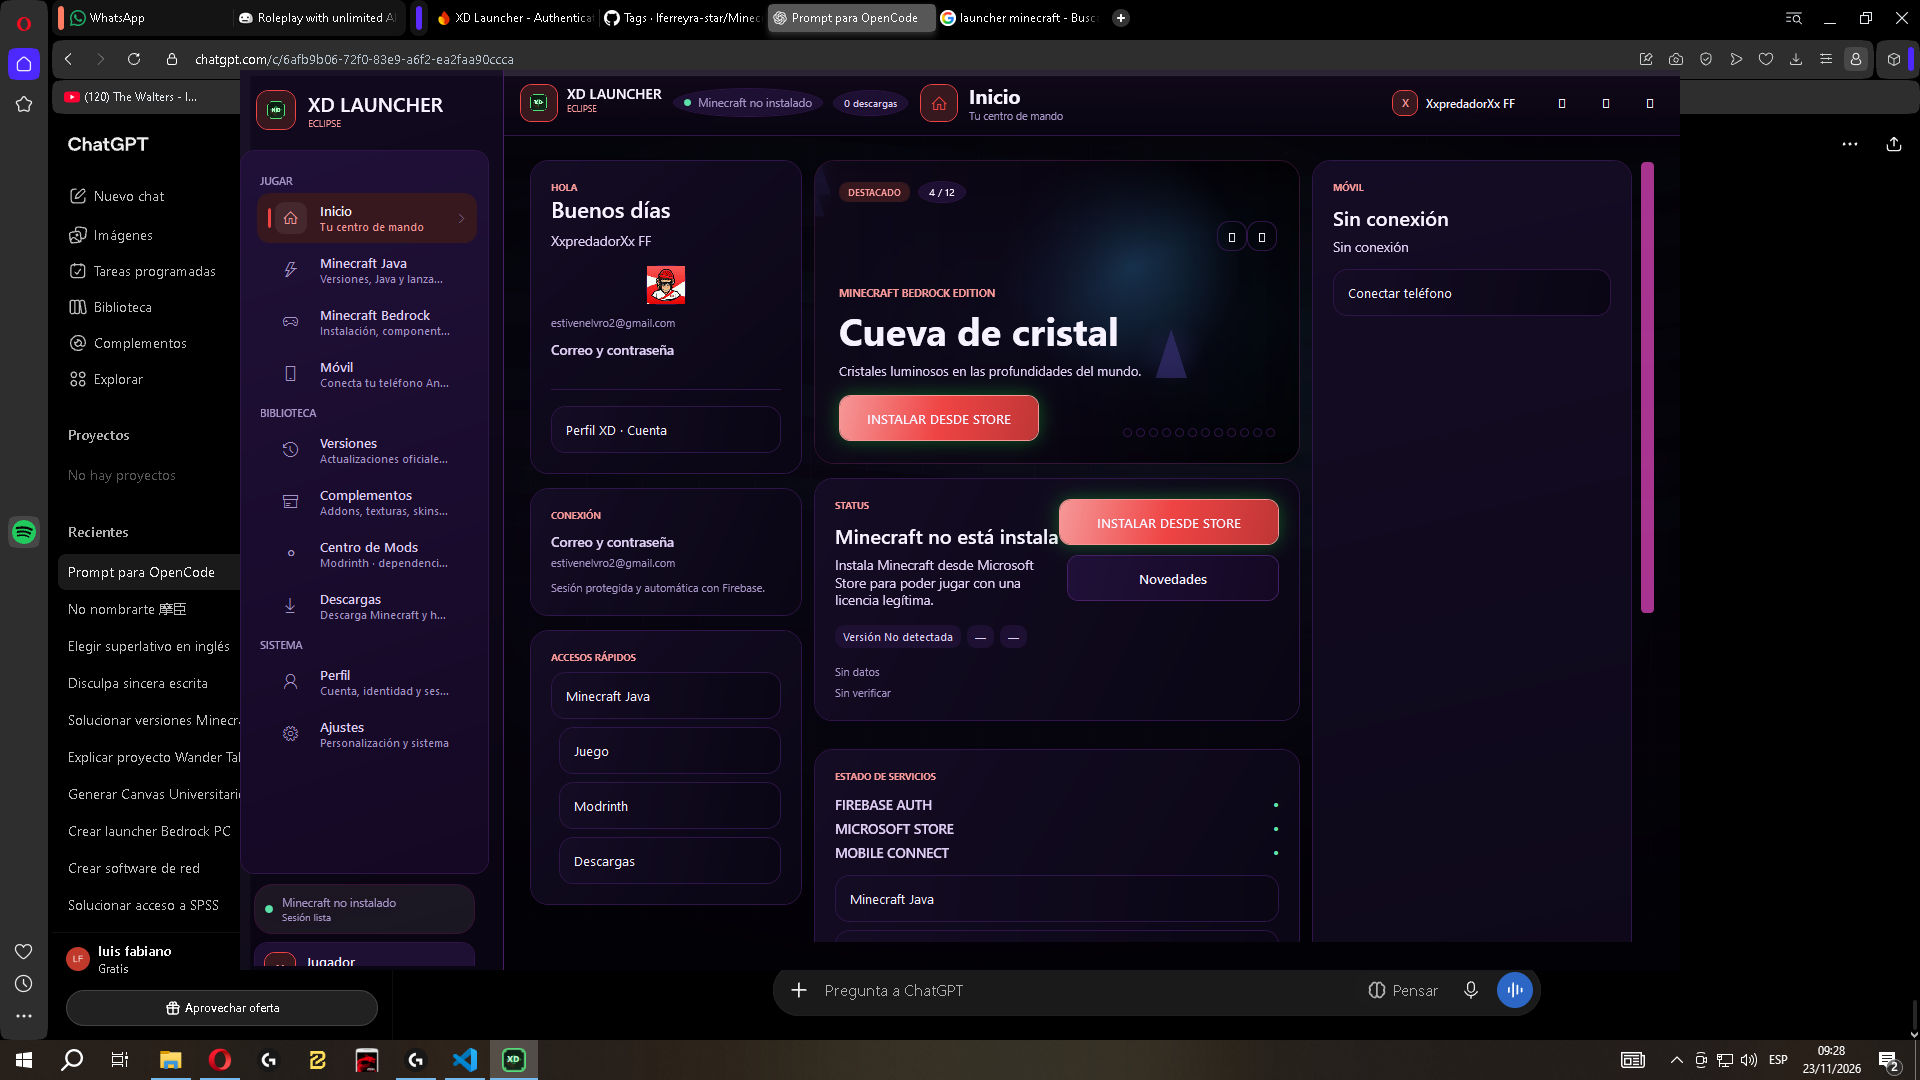 WhatsApp
Roleplay with unlimited AI
XD Launcher - Authenticat
Tags · lferreyra-star/Minec
Prompt para OpenCode
launcher minecraft - Busc
chatgpt.com/c/6afb9b06-72f0-83e9-a6f2-ea2faa90ccca
(120) The Walters - I...
ChatGPT
Nuevo chat
Imágenes
Tareas programadas
Biblioteca
Complementos
Explorar
Proyectos
No hay proyectos
Recientes
Prompt para OpenCode
No nombrarte 摩臣
Elegir superlativo en inglés
Disculpa sincera escrita
Solucionar versiones Minecra
Explicar proyecto Wander Tal
Generar Canvas Universitario
Crear launcher Bedrock PC
Crear software de red
Solucionar acceso a SPSS
LF
luis fabiano
Gratis
Aprovechar oferta
XD
XD LAUNCHER
ECLIPSE
JUGAR
Inicio
Tu centro de mando
Minecraft Java
Versiones, Java y lanza...
Minecraft Bedrock
Instalación, component...
Móvil
Conecta tu teléfono An...
BIBLIOTECA
Versiones
Actualizaciones oficiale...
Complementos
Addons, texturas, skins...
Centro de Mods
Modrinth · dependenci...
Descargas
Descarga Minecraft y h...
SISTEMA
Perfil
Cuenta, identidad y ses...
Ajustes
Personalización y sistema
Minecraft no instalado
Sesión lista
Jugador
XD
XD LAUNCHER
ECLIPSE
Minecraft no instalado
0 descargas
Inicio
Tu centro de mando
X
XxpredadorXx FF
HOLA
Buenos días
XxpredadorXx FF
estivenelvro2@gmail.com
Correo y contraseña
Perfil XD · Cuenta
CONEXIÓN
Correo y contraseña
estivenelvro2@gmail.com
Sesión protegida y automática con Firebase.
ACCESOS RÁPIDOS
Minecraft Java
Juego
Modrinth
Descargas
DESTACADO
4 / 12
MINECRAFT BEDROCK EDITION
Cueva de cristal
Cristales luminosos en las profundidades del mundo.
INSTALAR DESDE STORE
STATUS
Minecraft no está instala
Instala Minecraft desde Microsoft
Store para poder jugar con una
licencia legítima.
INSTALAR DESDE STORE
Novedades
Versión No detectada
—
—
Sin datos
Sin verificar
ESTADO DE SERVICIOS
FIREBASE AUTH
MICROSOFT STORE
MOBILE CONNECT
Minecraft Java
MÓVIL
Sin conexión
Sin conexión
Conectar teléfono
Pregunta a ChatGPT
Pensar
XD
ESP
09:28
23/11/2026
2